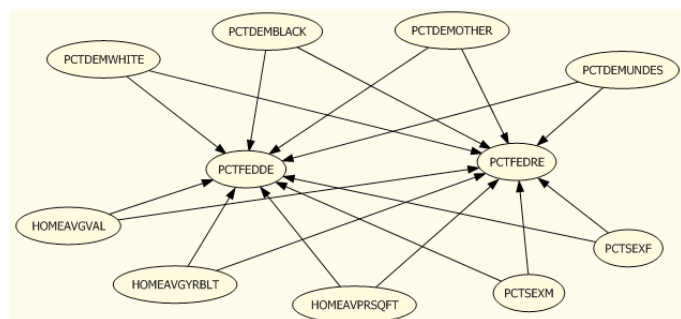 PCTDEMBLACK
PCTDEMOTHER
PCTDEMWHITE
PCTDEMUNDES
PCTFEDDE
PCTFEDRE
HOMEAVGVAL
PCTSEXF
HOMEAVGYRBLT
PCTSEXM
HOMEAVPRSQFT